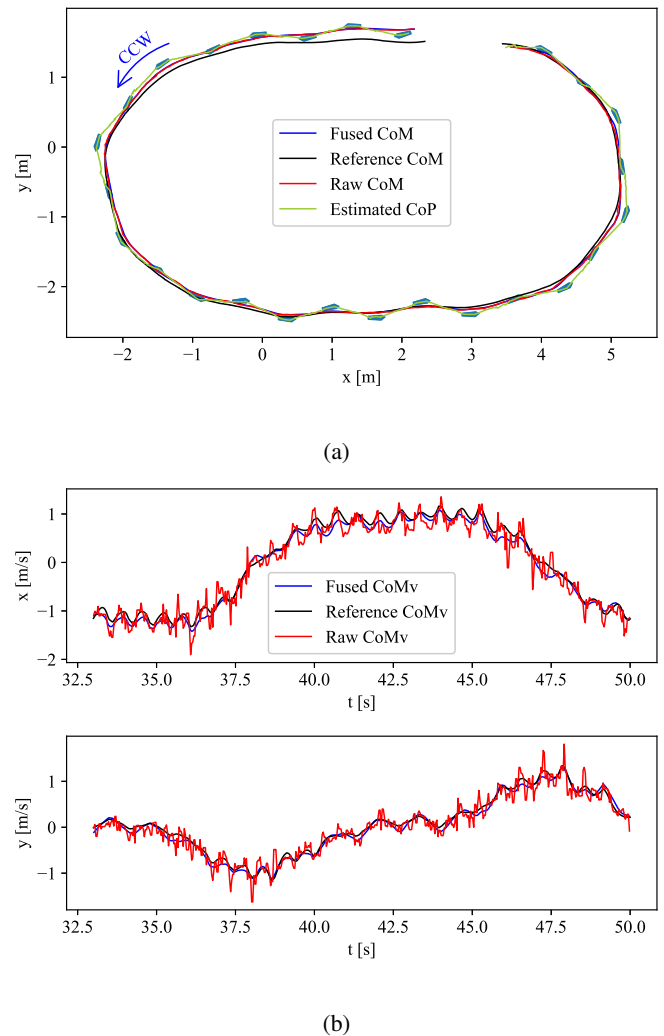 CCW
1
0
−1
−2
y [m]
Fused CoM
Reference CoM
Raw CoM
Estimated CoP
−2 −1 0 1 2 3 4 5
x [m]
(a)
1
0
−1
−2
x [m/s]
Fused CoMv
Reference CoMv
Raw CoMv
32.5 35.0 37.5 40.0 42.5 45.0 47.5 50.0
t [s]
1
0
−1
y [m/s]
32.5 35.0 37.5 40.0 42.5 45.0 47.5 50.0
t [s]
(b)